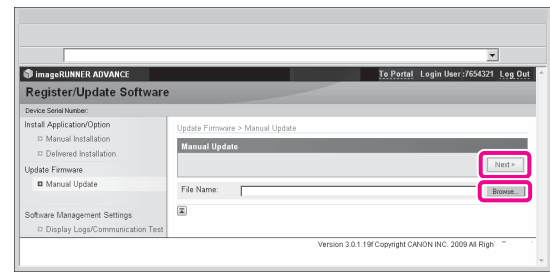 imageRUNNER ADVANCE To Portal Login User :7654321 Log Out
Register/Update Software
Device Serial Number:
Install Application/Option
Manual Installation
Delivered Installation
Update Firmware
Manual Update
Software Management Settings
Display Logs/Communication Test
Update Firmware > Manual Update
Manual Update
Next >
File Name: Browse...
Version 3.0.1.19f Copyright CANON INC. 2009 All Righ